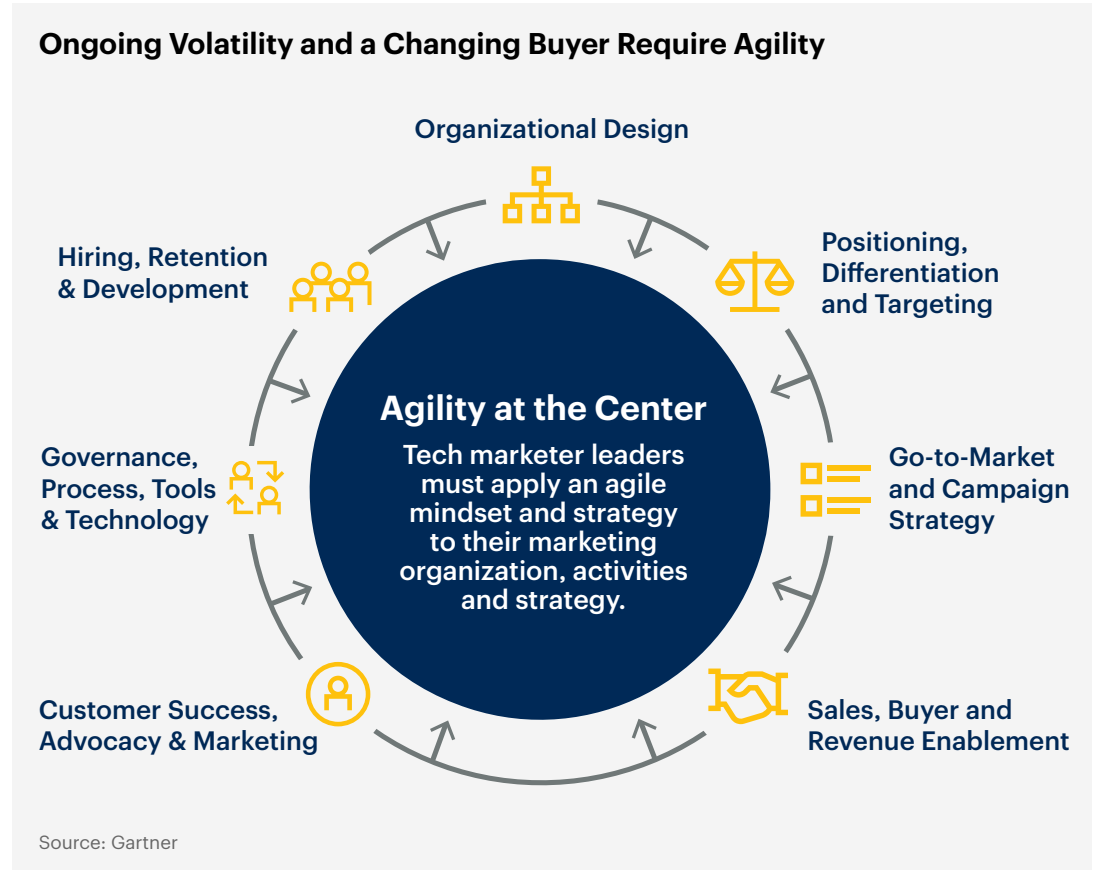 Ongoing Volatility and a Changing Buyer Require Agility
Organizational Design
Positioning,
Differentiation
and Targeting
Go-to-Market
and Campaign
Strategy
Sales, Buyer and
Revenue Enablement
Customer Success,
Advocacy & Marketing
Governance,
Process, Tools
& Technology
Hiring, Retention
& Development
Agility at the Center
Tech marketer leaders
must apply an agile
mindset and strategy
to their marketing
organization, activities
and strategy.
Source: Gartner